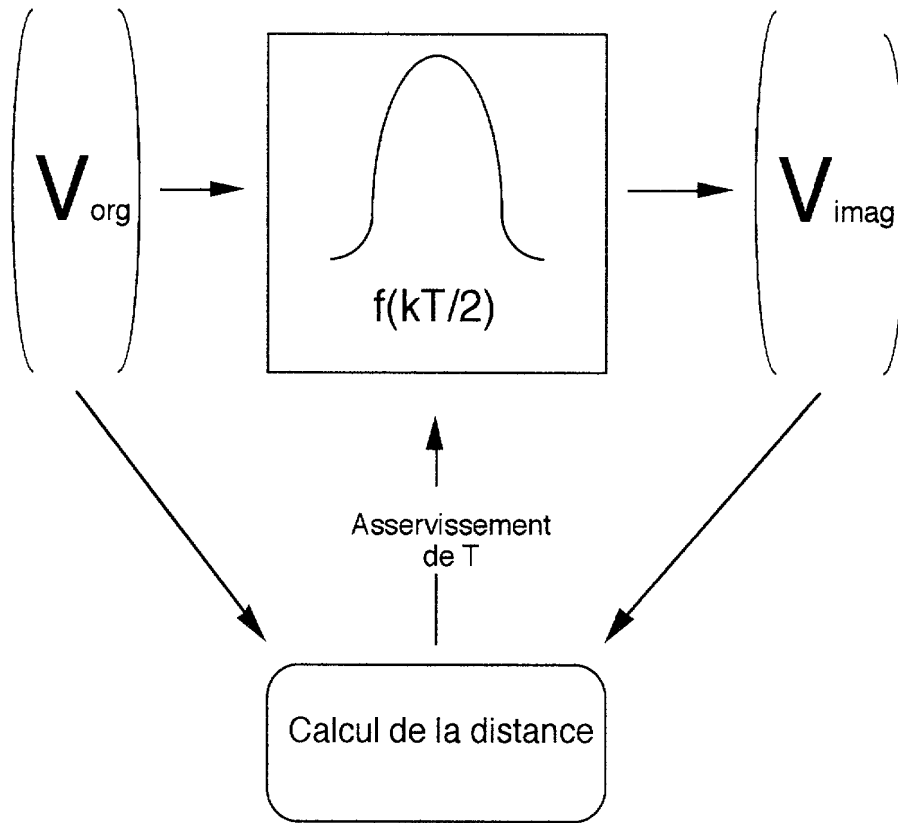 V org
f(kT/2)
V imag
Asservissement
de T
Calcul de la distance